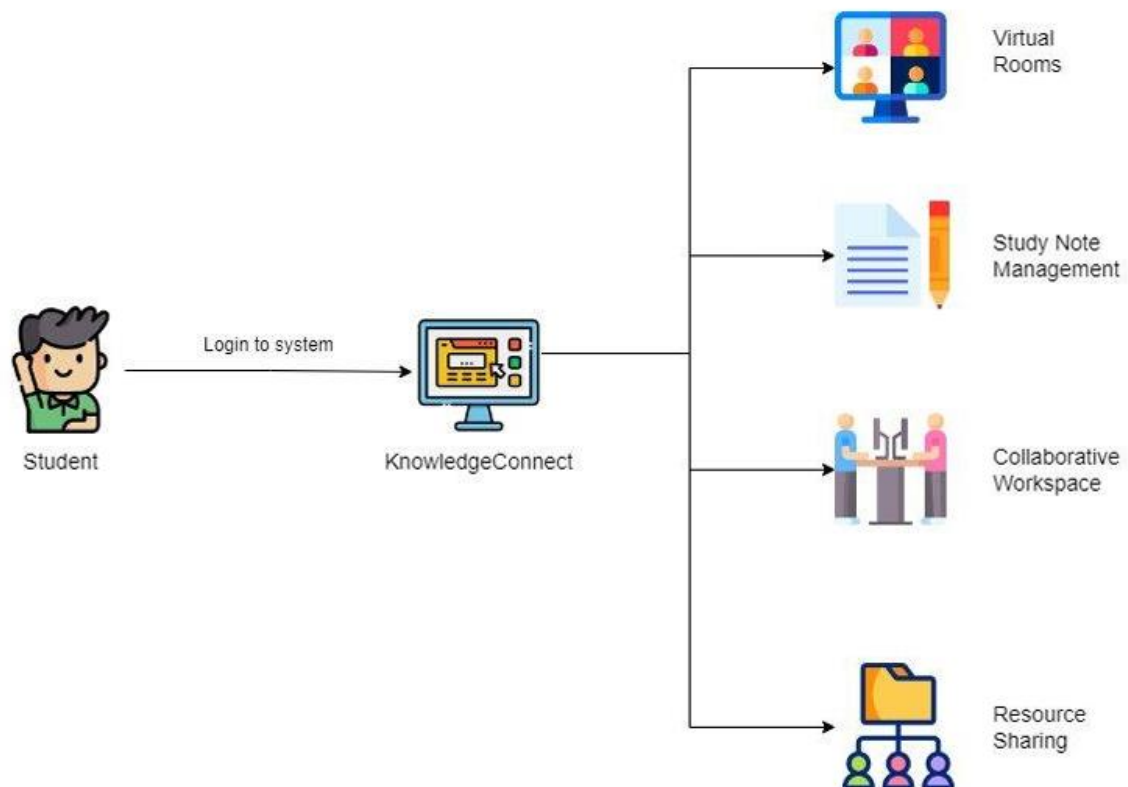 Virtual
Rooms
Study Note
Management
Login to system
Student
KnowledgeConnect
Collaborative
Workspace
Resource
Sharing